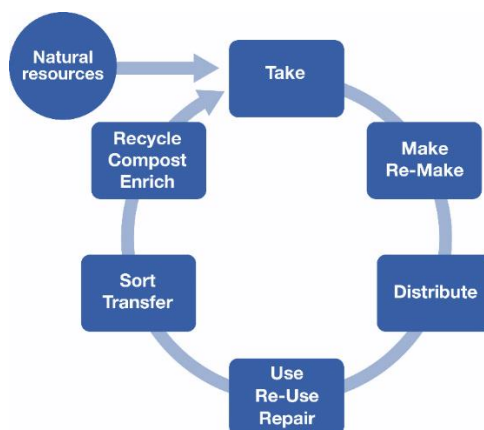 Natural
resources
Take
Make
Re-Make
Distribute
Use
Re-Use
Repair
Sort
Transfer
Recycle
Compost
Enrich